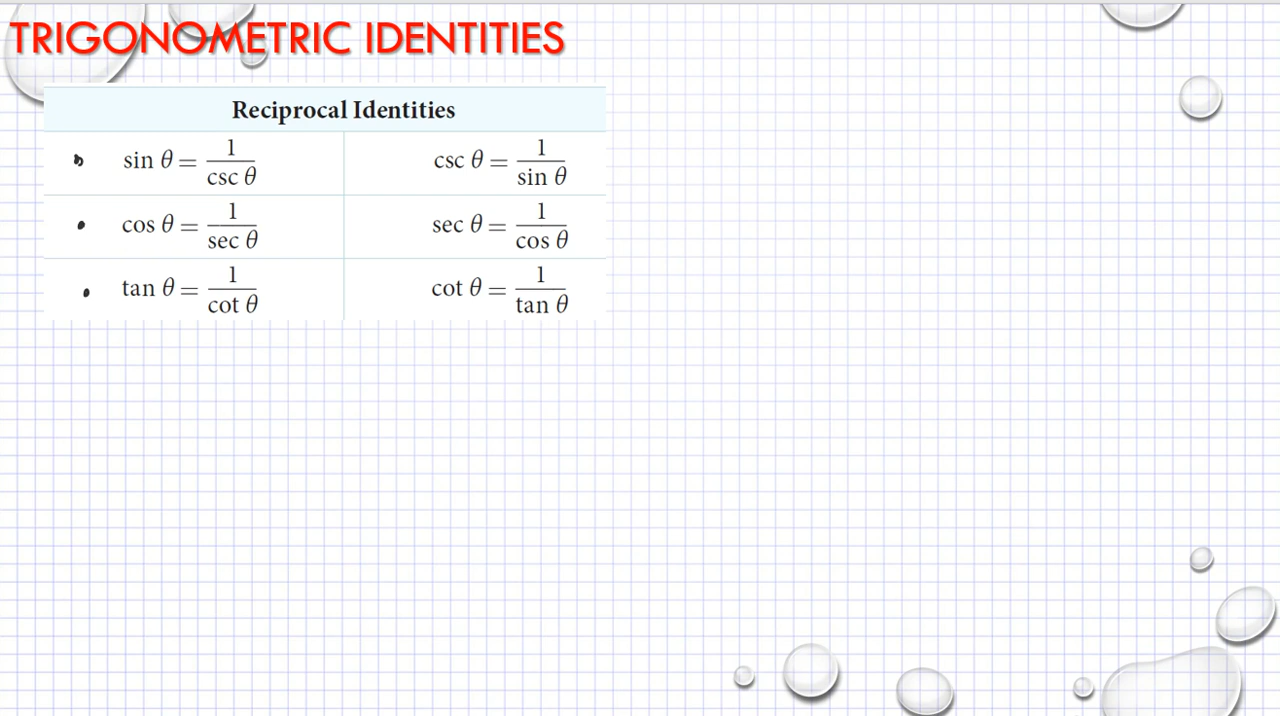 TRIGONOMETRIC IDENTITIES
Reciprocal Identities
• sin θ = 1/csc θ    csc θ = 1/sin θ
• cos θ = 1/sec θ    sec θ = 1/cos θ
• tan θ = 1/cot θ    cot θ = 1/tan θ